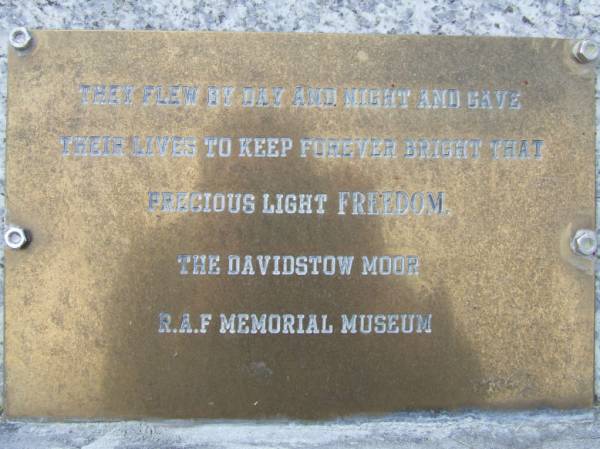 THEY FLEW BY DAY AND NIGHT AND GAVE
THEIR LIVES TO KEEP FOREVER BRIGHT THAT
PRECIOUS LIGHT FREEDOM.
THE DAVIDSTOW MOOR
R.A.F MEMORIAL MUSEUM